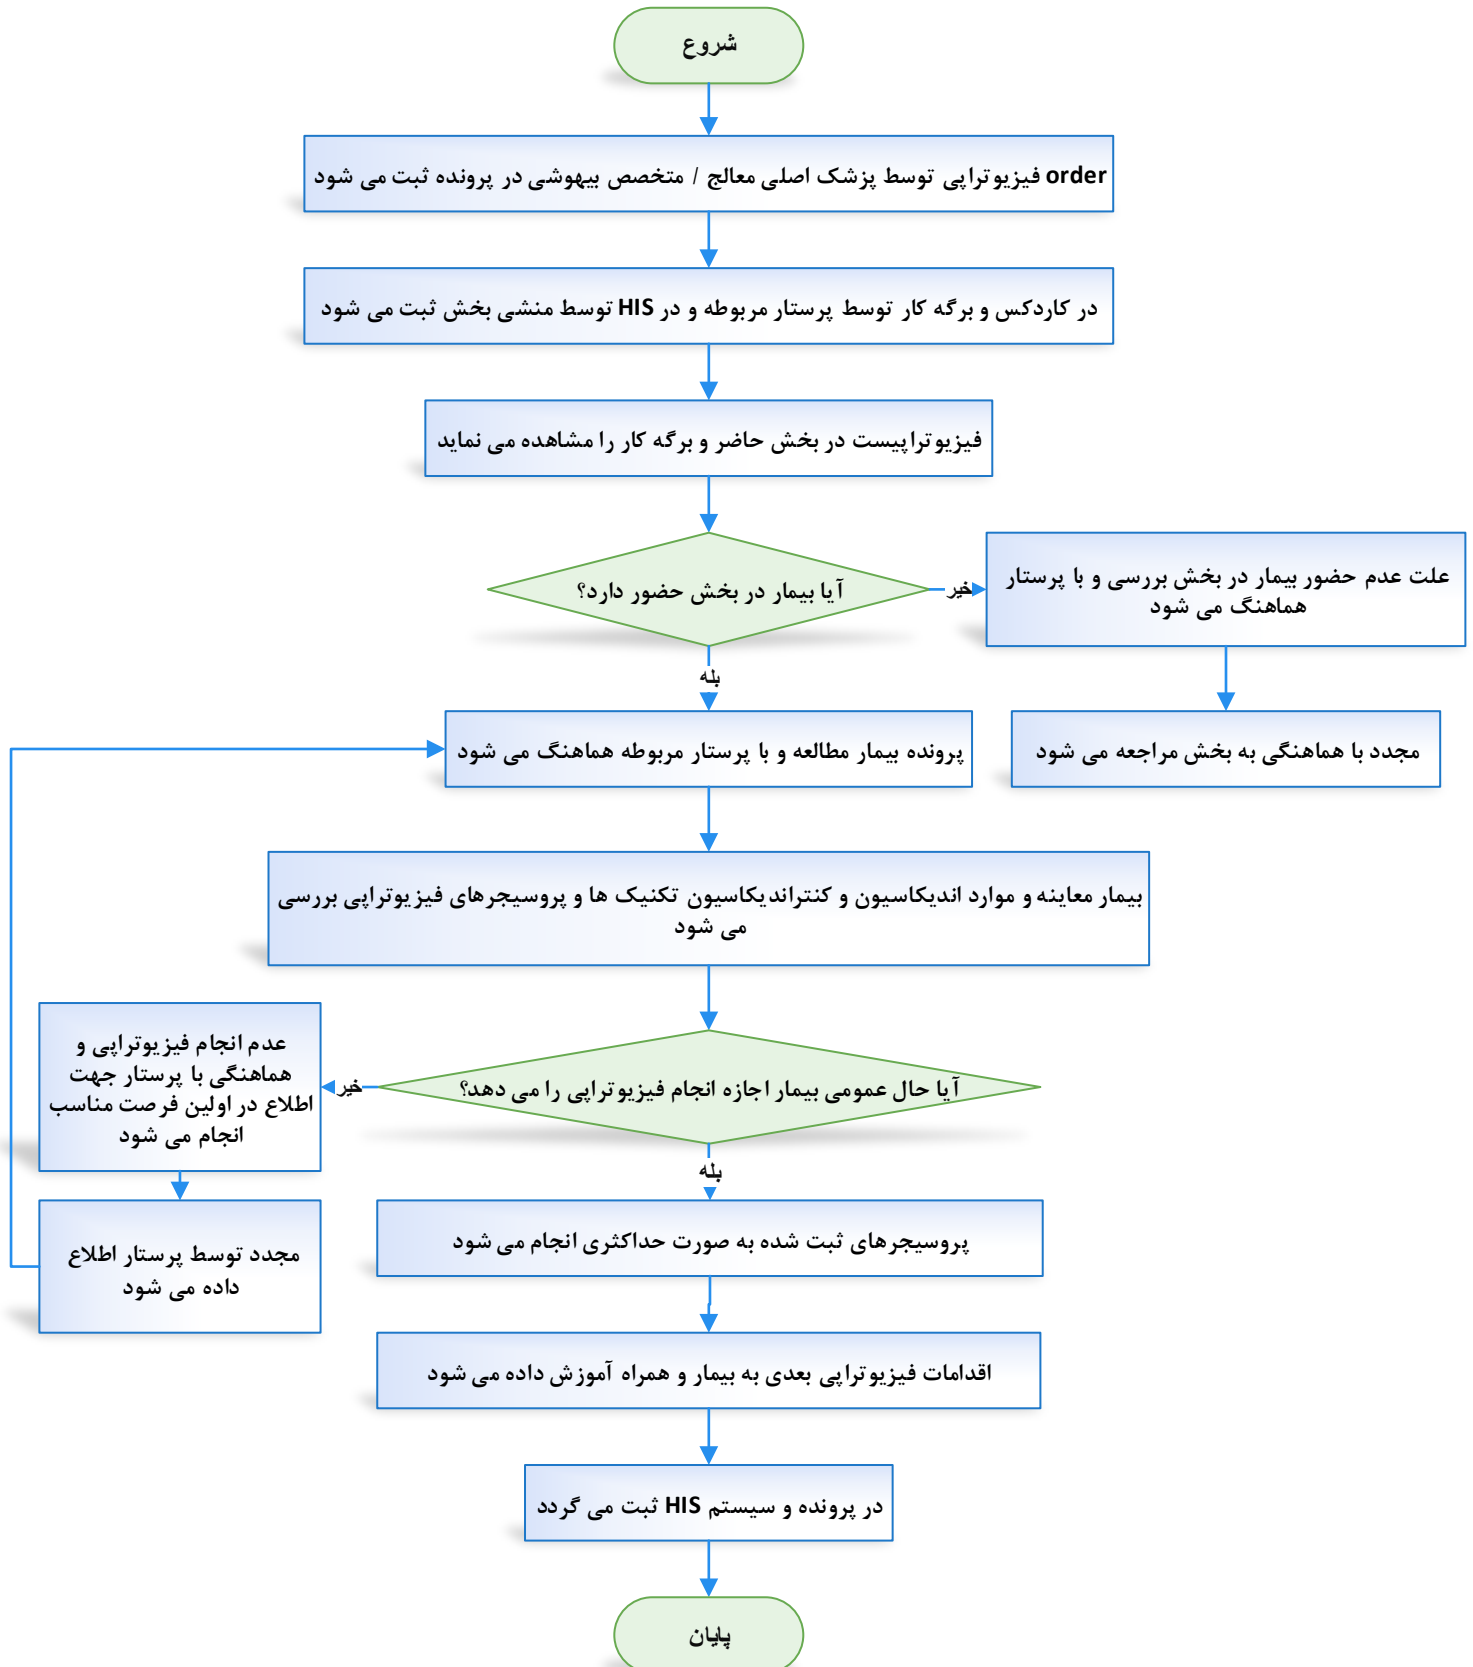 شروع
order فیزیوتراپی توسط پزشک اصلی معالج / متخصص بیهوشی در پرونده ثبت می شود
در کاردکس و برگه کار توسط پرستار مربوطه و در HIS توسط منشی بخش ثبت می شود
فیزیوتراپیست در بخش حاضر و برگه کار را مشاهده می نماید
آیا بیمار در بخش حضور دارد؟
خیر
علت عدم حضور بیمار در بخش بررسی و با پرستار
هماهنگ می شود
مجدد با هماهنگی به بخش مراجعه می شود
بله
پرونده بیمار مطالعه و با پرستار مربوطه هماهنگ می شود
بیمار معاینه و موارد اندیکاسیون و کنتراندیکاسیون تکنیک ها و پروسیجرهای فیزیوتراپی بررسی
می شود
آیا حال عمومی بیمار اجازه انجام فیزیوتراپی را می دهد؟
خیر
عدم انجام فیزیوتراپی و
هماهنگی با پرستار جهت
اطلاع در اولین فرصت مناسب
انجام می شود
مجدد توسط پرستار اطلاع
داده می شود
بله
پروسیجرهای ثبت شده به صورت حداکثری انجام می شود
اقدامات فیزیوتراپی بعدی به بیمار و همراه آموزش داده می شود
در پرونده و سیستم HIS ثبت می گردد
پایان